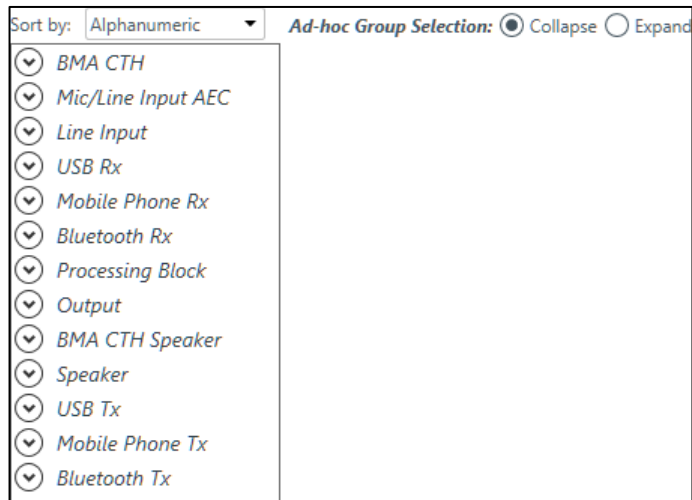 Sort by: Alphanumeric Ad-hoc Group Selection: Collapse Expand
BMA CTH
Mic/Line Input AEC
Line Input
USB Rx
Mobile Phone Rx
Bluetooth Rx
Processing Block
Output
BMA CTH Speaker
Speaker
USB Tx
Mobile Phone Tx
Bluetooth Tx